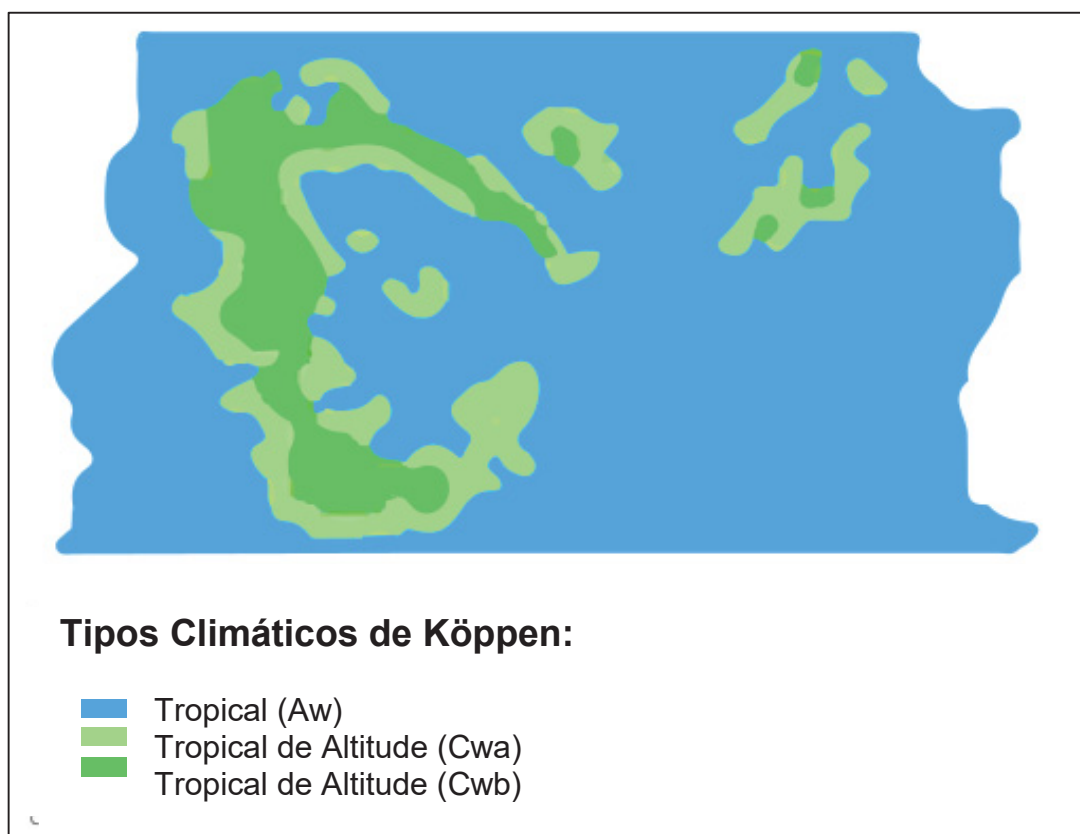 Tipos Climáticos de Köppen:
Tropical (Aw)
Tropical de Altitude (Cwa)
Tropical de Altitude (Cwb)